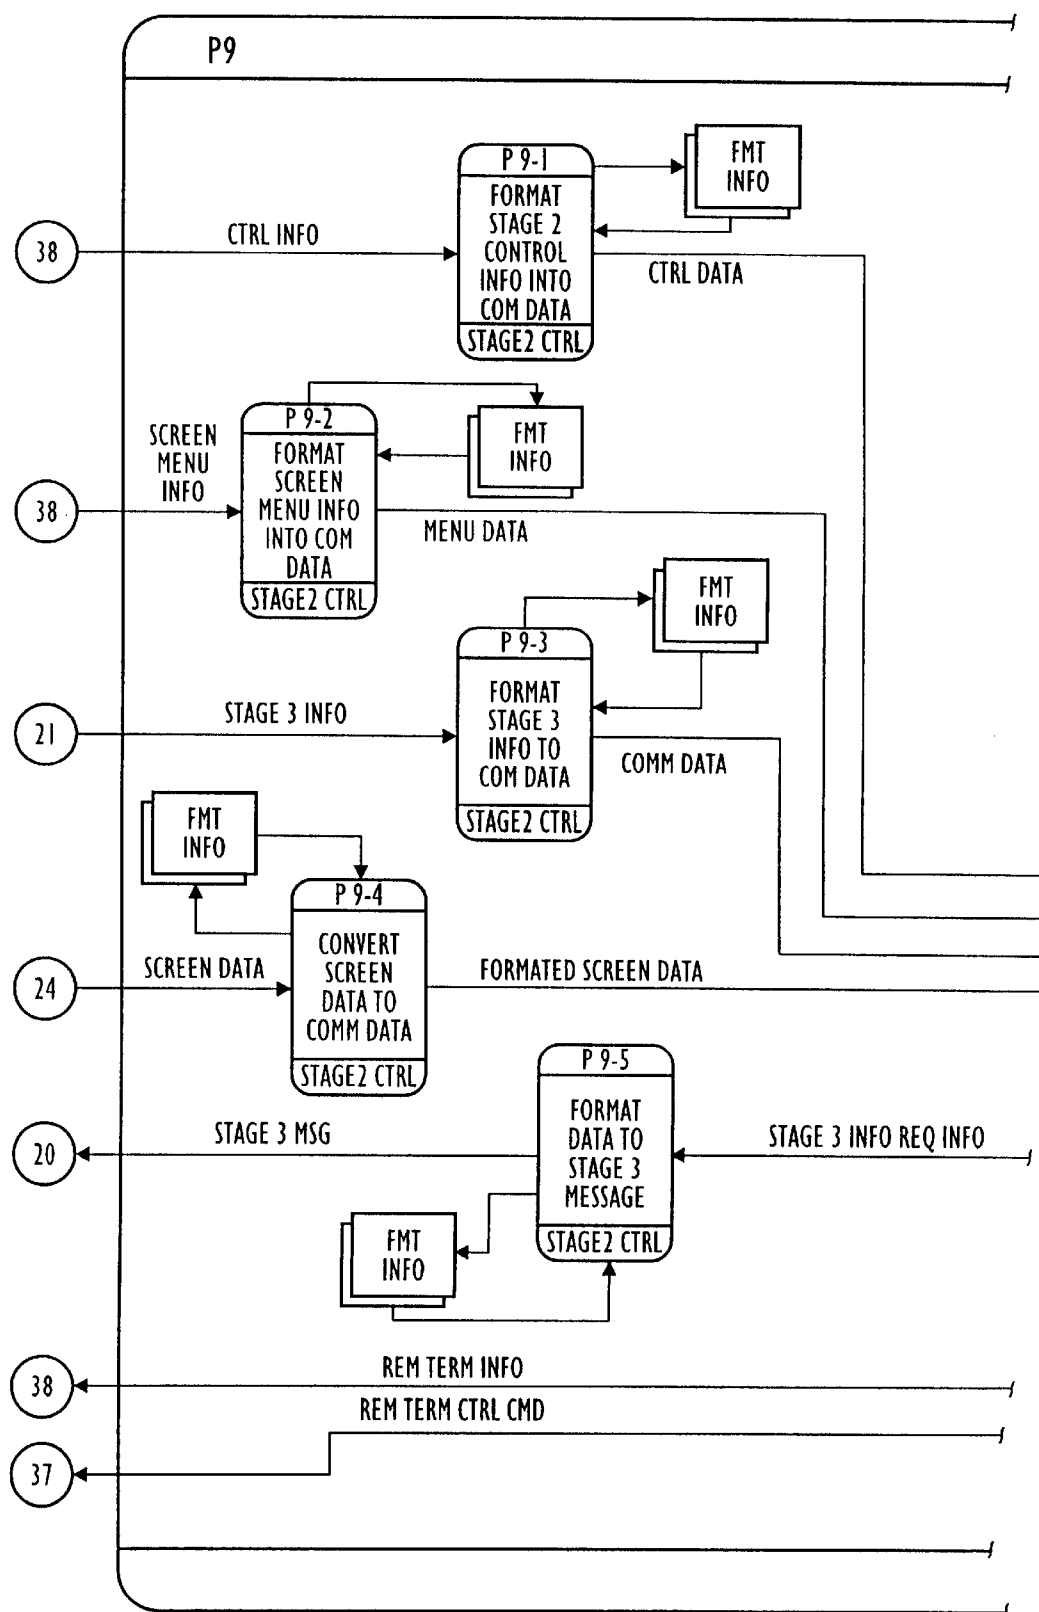 P9
P 9-1
FORMAT
STAGE 2
CONTROL
INFO INTO
COM DATA
STAGE2 CTRL
FMT
INFO
38
CTRL INFO
CTRL DATA
P 9-2
FORMAT
SCREEN
MENU INFO
INTO COM
DATA
STAGE2 CTRL
FMT
INFO
SCREEN
MENU
INFO
38
MENU DATA
P 9-3
FORMAT
STAGE 3
INFO TO
COM DATA
STAGE2 CTRL
FMT
INFO
21
STAGE 3 INFO
COMM DATA
FMT
INFO
P 9-4
CONVERT
SCREEN
DATA TO
COMM DATA
STAGE2 CTRL
24
SCREEN DATA
FORMATED SCREEN DATA
P 9-5
FORMAT
DATA TO
STAGE 3
MESSAGE
STAGE2 CTRL
20
STAGE 3 MSG
STAGE 3 INFO REQ INFO
FMT
INFO
38
REM TERM INFO
REM TERM CTRL CMD
37